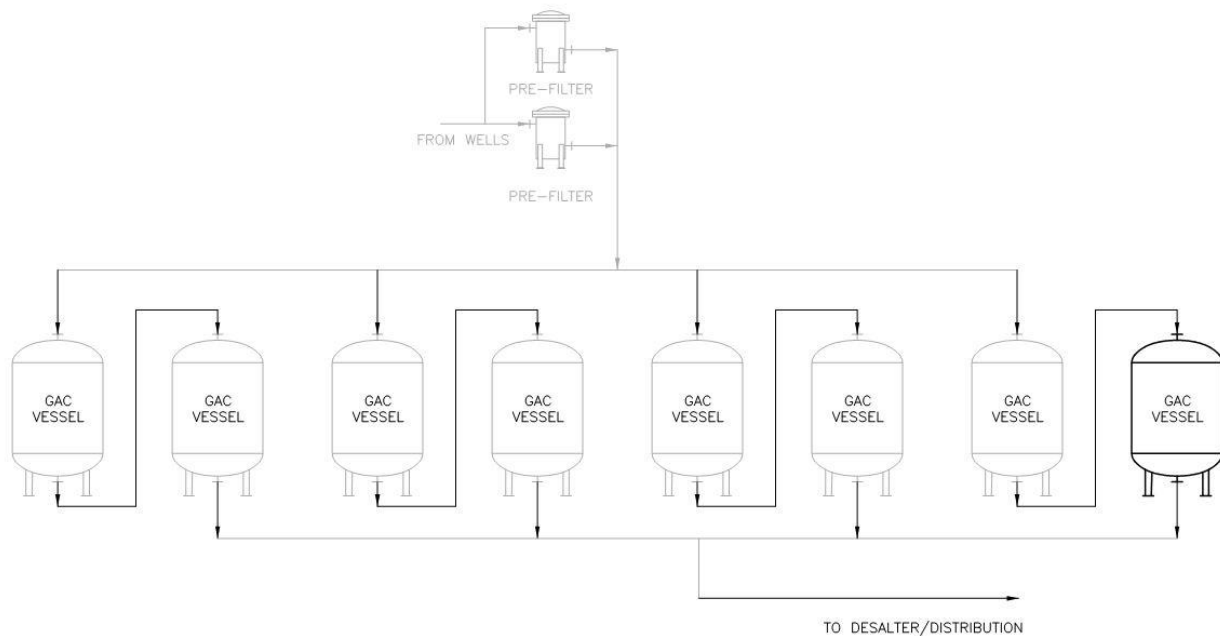 PRE-FILTER
FROM WELLS
PRE-FILTER
GAC
VESSEL
GAC
VESSEL
GAC
VESSEL
GAC
VESSEL
GAC
VESSEL
GAC
VESSEL
GAC
VESSEL
GAC
VESSEL
TO DESALTER/DISTRIBUTION